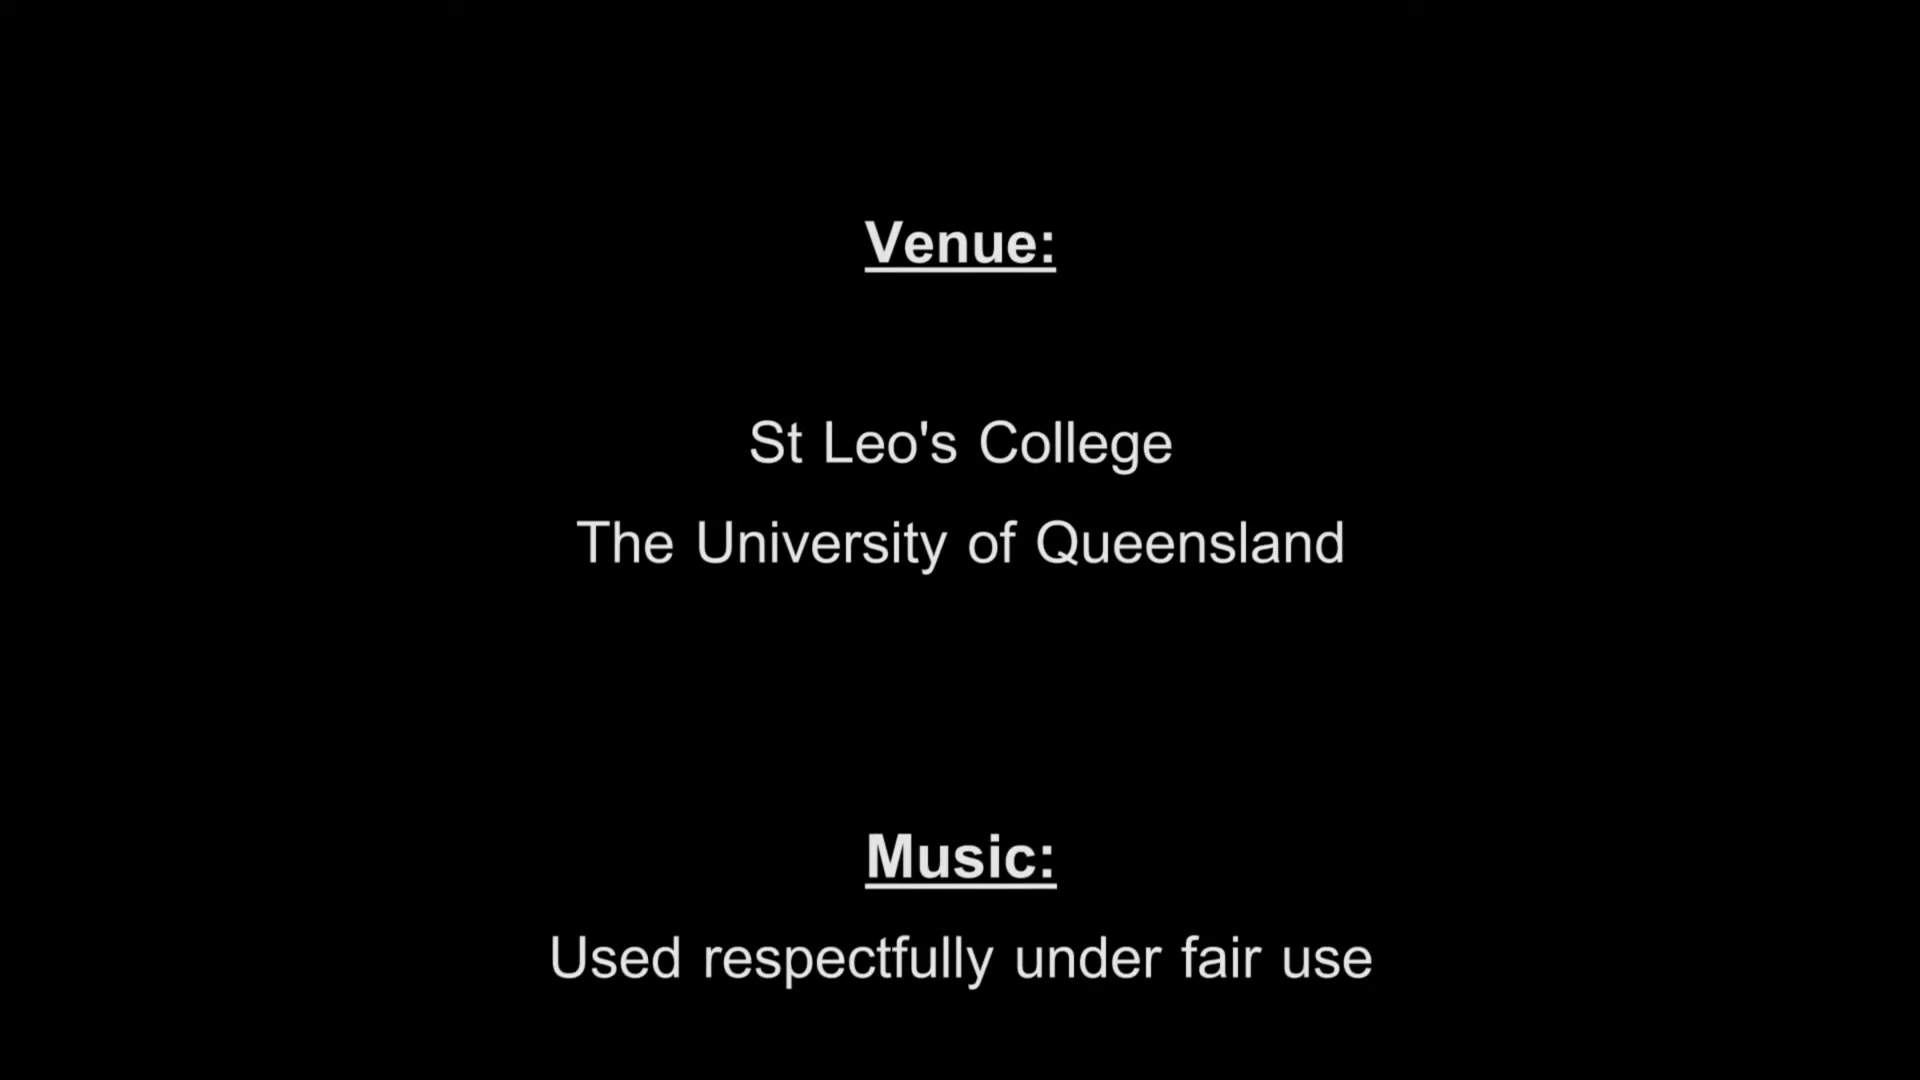 Venue:
St Leo's College
The University of Queensland
Music:
Used respectfully under fair use